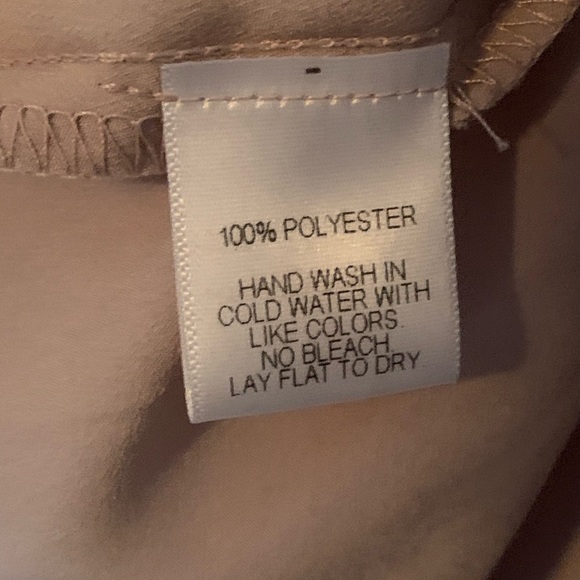 100% POLYESTER
HAND WASH IN
COLD WATER WITH
LIKE COLORS.
NO BLEACH.
LAY FLAT TO DRY